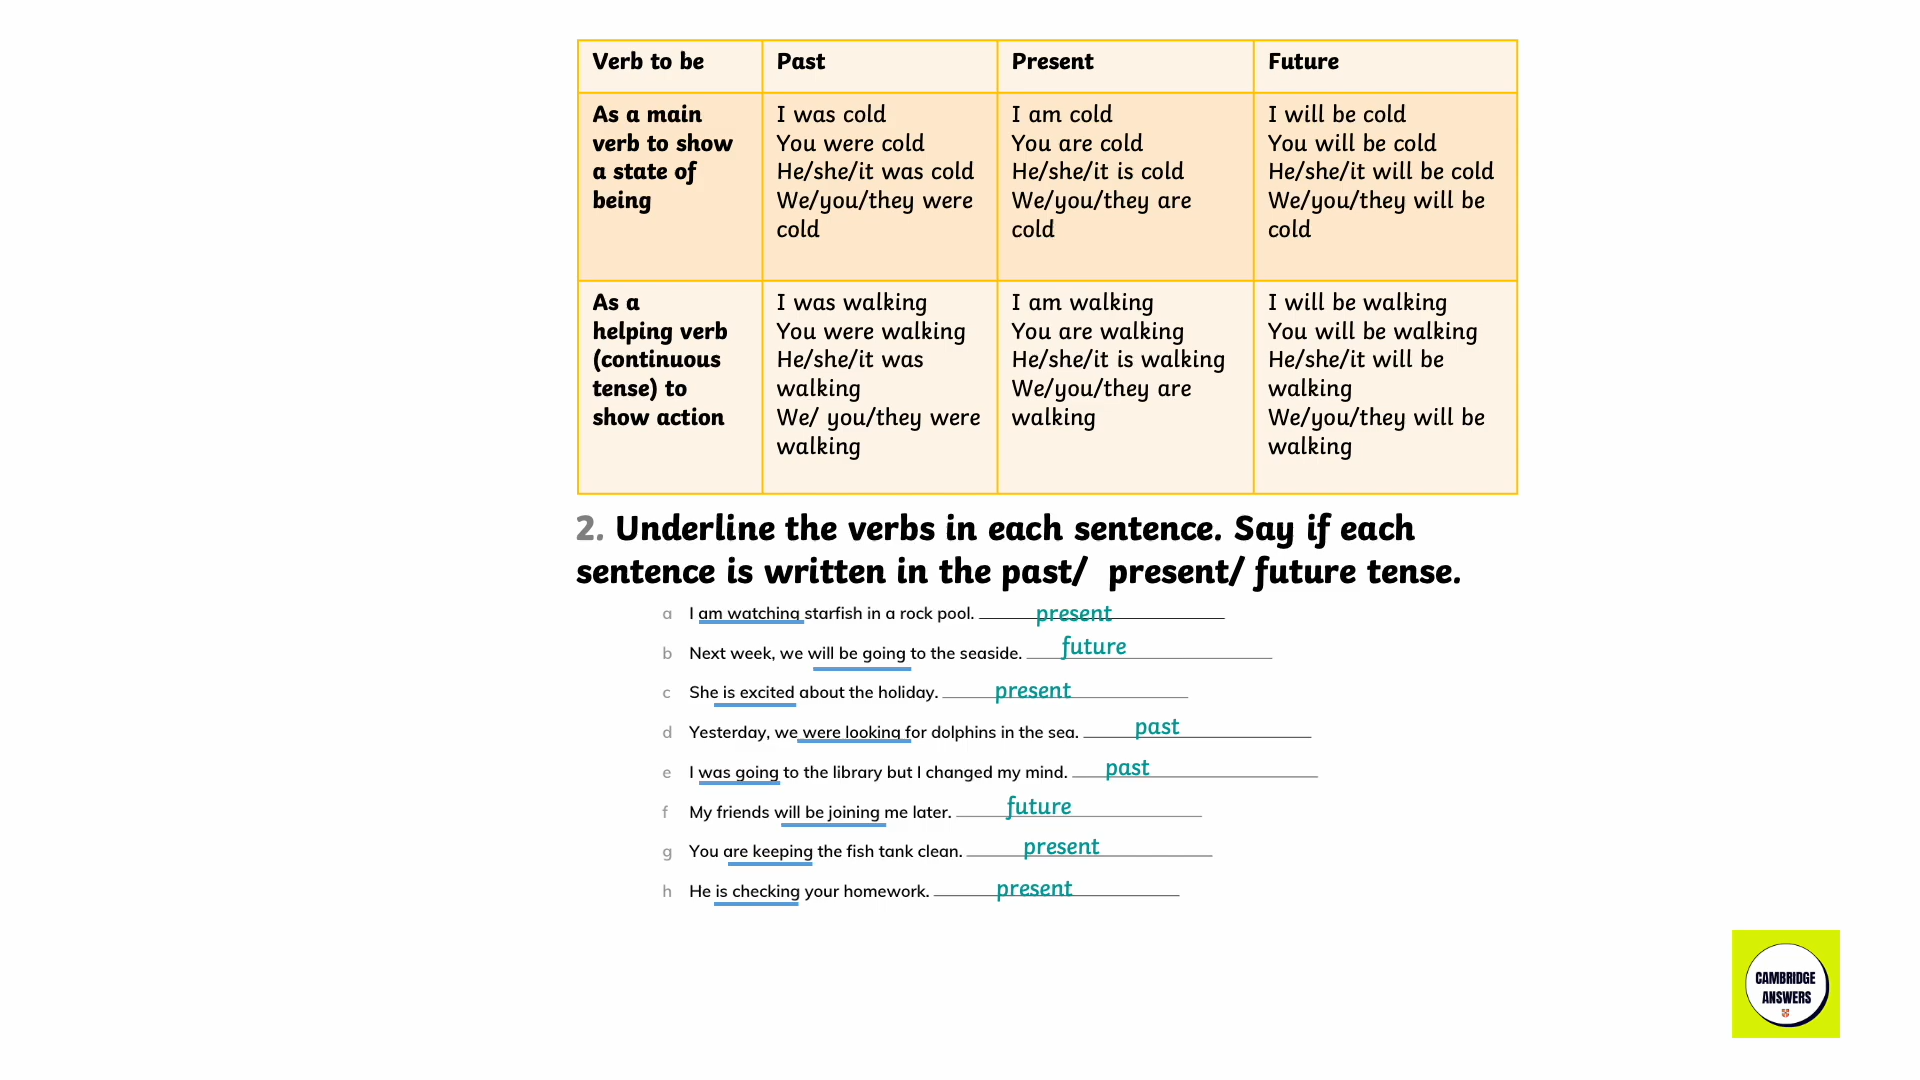 Verb to be Past Present Future
As a main
verb to show
a state of
being
I was cold
You were cold
He/she/it was cold
We/you/they were
cold
I am cold
You are cold
He/she/it is cold
We/you/they are
cold
I will be cold
You will be cold
He/she/it will be cold
We/you/they will be
cold
As a
helping verb
(continuous
tense) to
show action
I was walking
You were walking
He/she/it was
walking
We/ you/they were
walking
I am walking
You are walking
He/she/it is walking
We/you/they are
walking
I will be walking
You will be walking
He/she/it will be
walking
We/you/they will be
walking
2. Underline the verbs in each sentence. Say if each
sentence is written in the past/ present/ future tense.
a I am watching starfish in a rock pool. present
b Next week, we will be going to the seaside. future
c She is excited about the holiday. present
d Yesterday, we were looking for dolphins in the sea. past
e I was going to the library but I changed my mind. past
f My friends will be joining me later. future
g You are keeping the fish tank clean. present
h He is checking your homework. present
CAMBRIDGE
ANSWERS